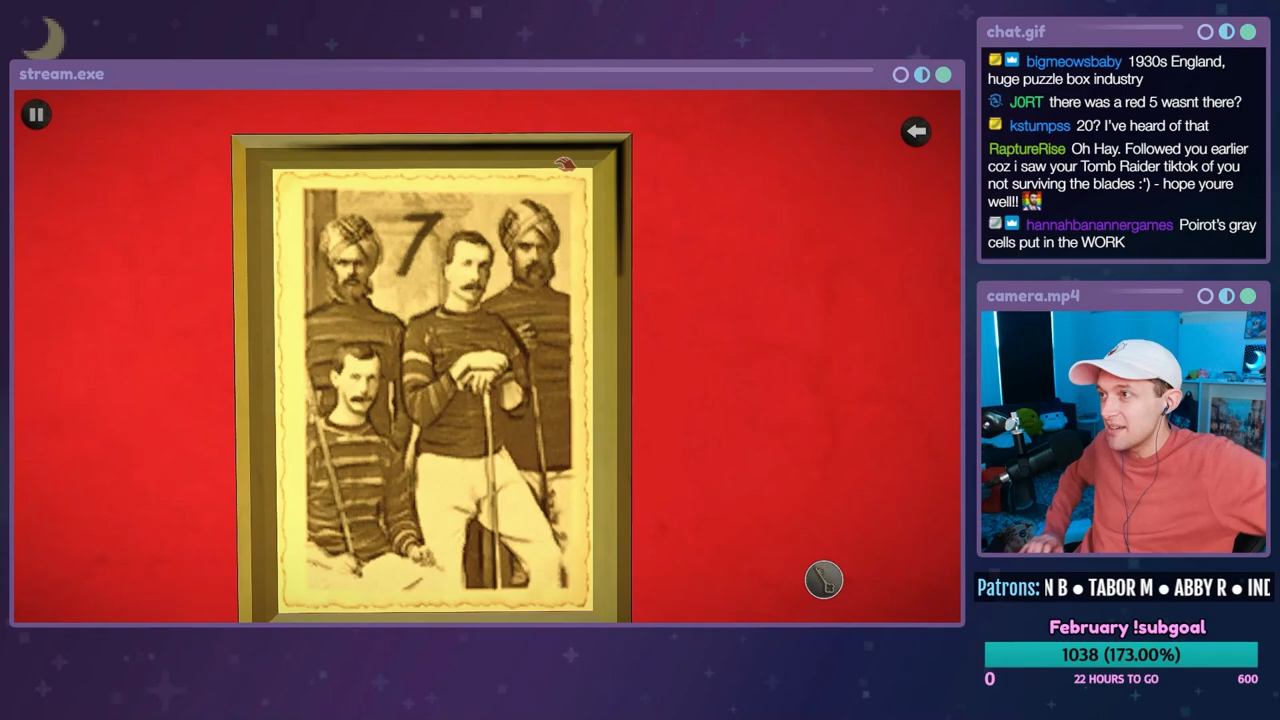 stream.exe
7
chat.gif
bigmeowsbaby 1930s England,
huge puzzle box industry
J0RT there was a red 5 wasnt there?
kstumpss 20? I've heard of that
RaptureRise Oh Hay. Followed you earlier
coz i saw your Tomb Raider tiktok of you
not surviving the blades :') - hope youre
well!!
hannahbanannergames Poirot's gray
cells put in the WORK
camera.mp4
Patrons: N B ● TABOR M ● ABBY R ● IND
February !subgoal
1038 (173.00%)
0 22 HOURS TO GO 600